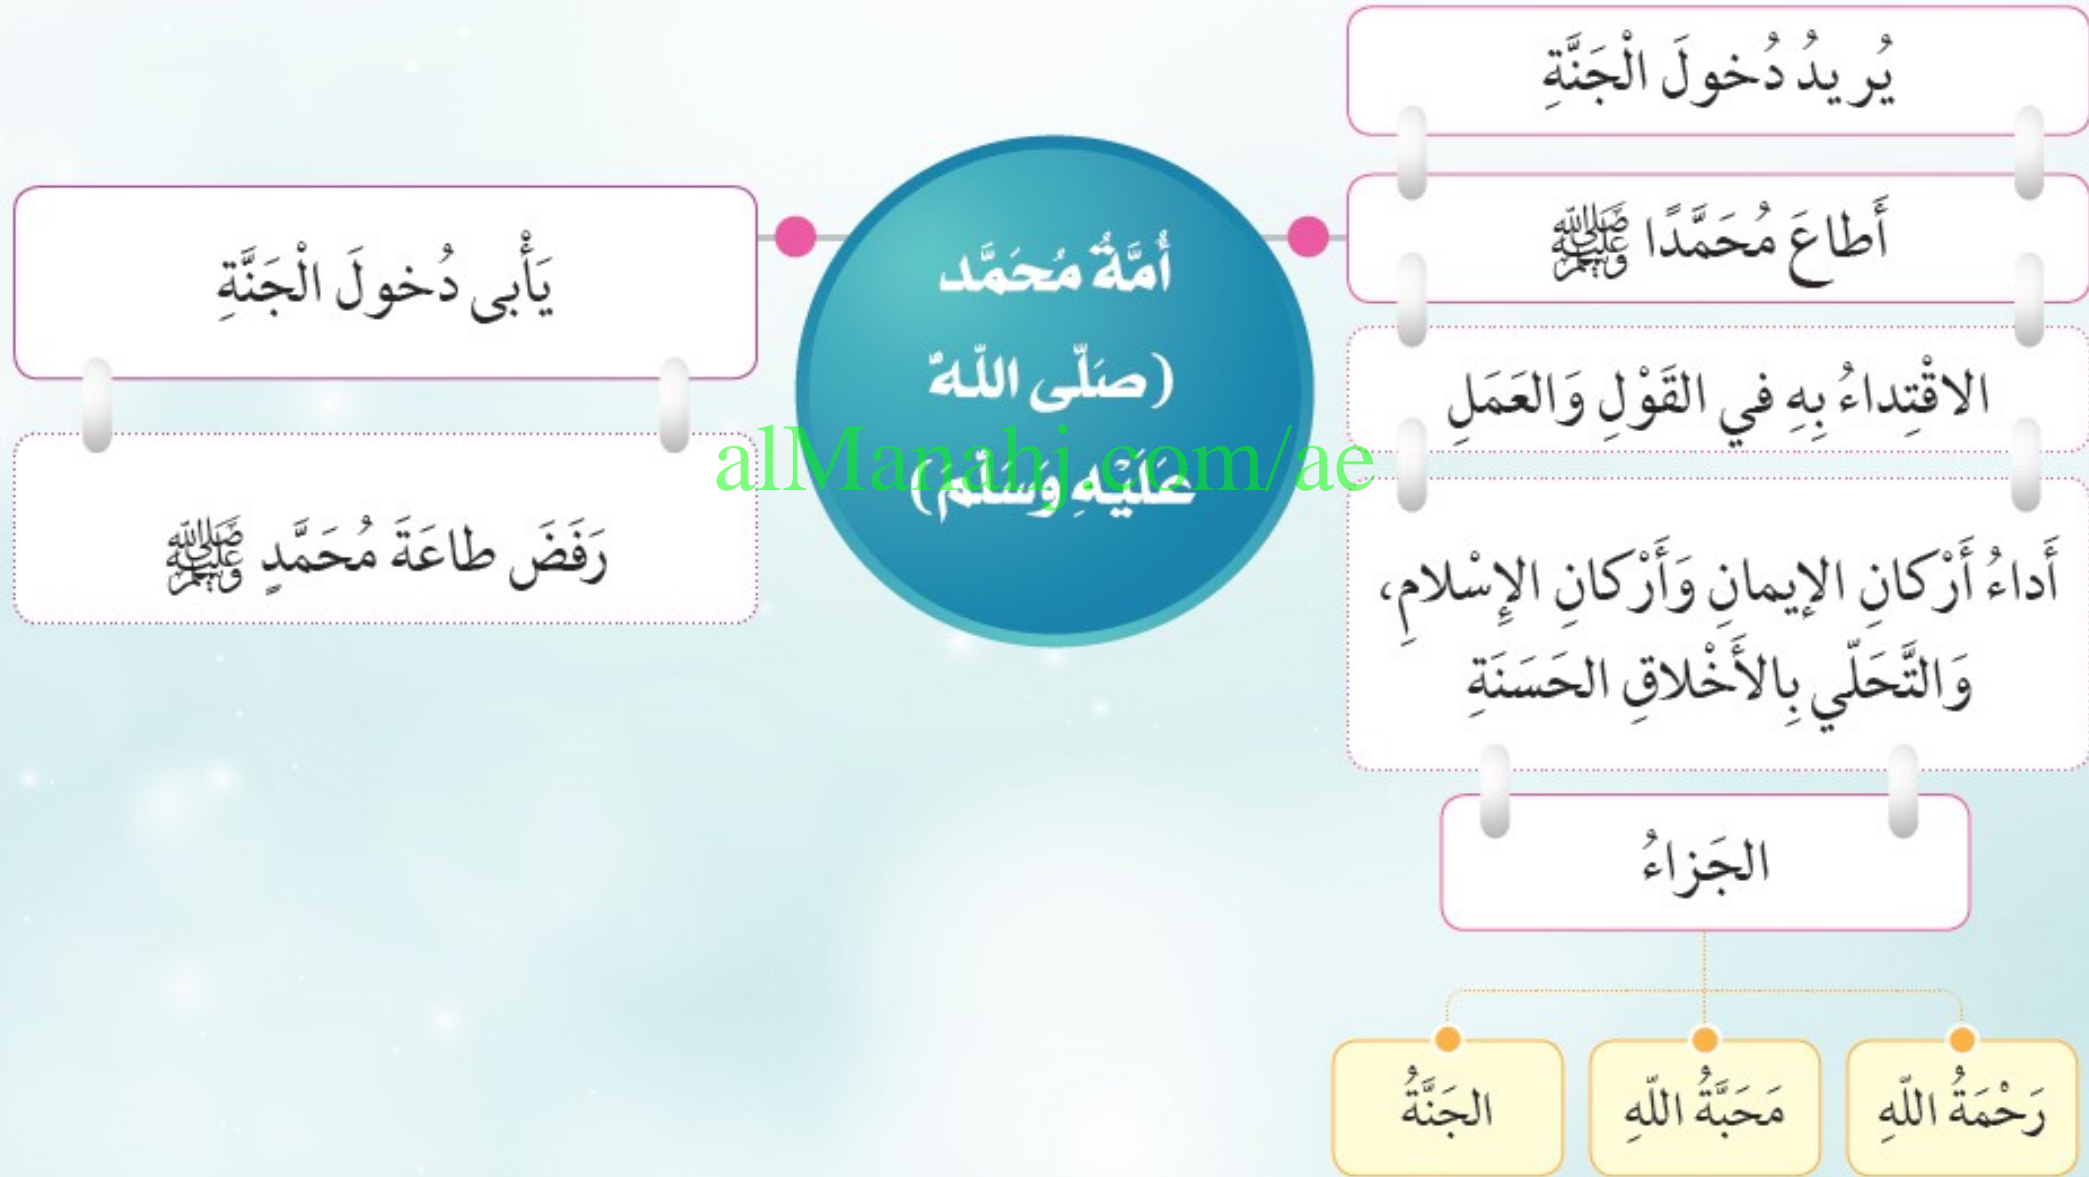 يُريدُ دُخولَ الْجَنَّةِ
أَطاعَ مُحَمَّدًا ﷺ
الاقْتِداءُ بِهِ في القَوْلِ وَالعَمَلِ
أَداءُ أَرْكانِ الإيمانِ وَأَرْكانِ الإِسْلامِ،
وَالتَّحَلّي بِالأَخْلاقِ الحَسَنَةِ
الجَزاءُ
رَحْمَةُ اللّهِ
مَحَبَّةُ اللّهِ
الجَنَّةُ
أُمَّةُ مُحَمَّد
(صَلّى اللّهُ
عَلَيْهِ وَسَلَّمَ)
alManahj.com/ae
يَأْبى دُخولَ الْجَنَّةِ
رَفَضَ طاعَةَ مُحَمَّدٍ ﷺ